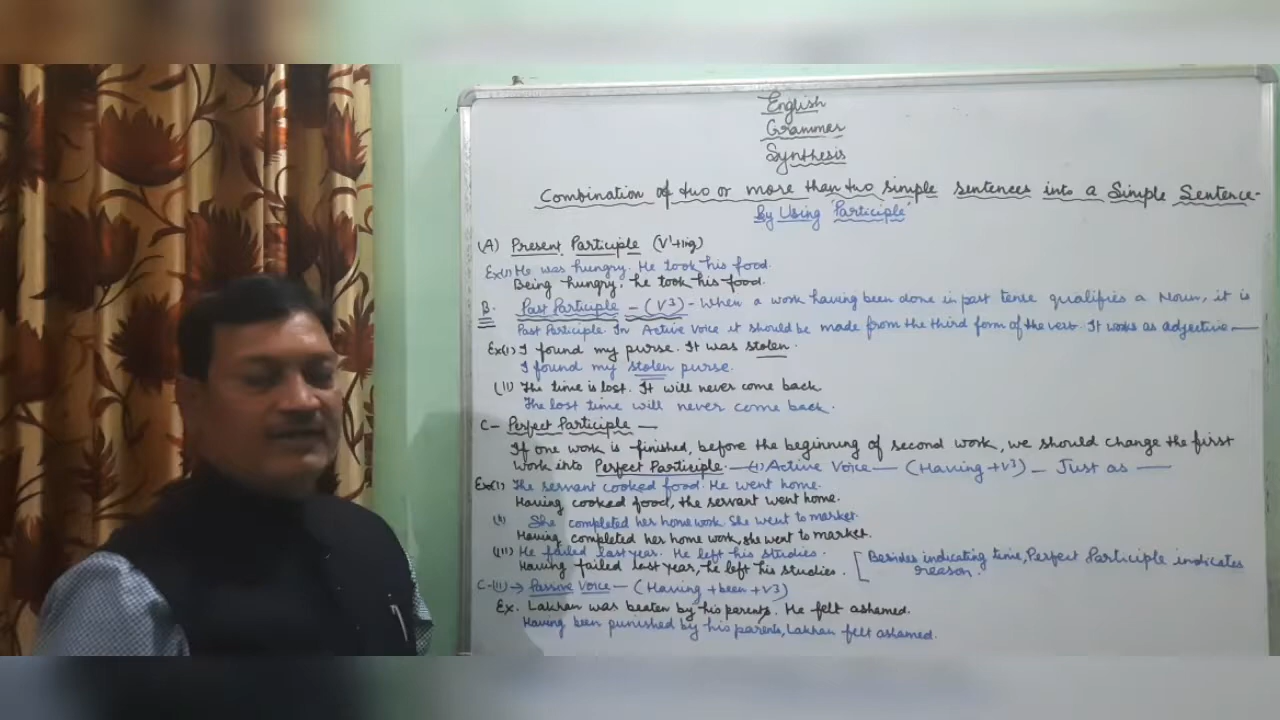 English
Grammar
Synthesis
Combination of two or more than two simple sentences into a Simple Sentence-
By Using 'Participle'
(A) Present Participle (V¹+ing)
Ex(1) He was hungry. He took his food.
Being hungry, he took his food.
B. Past Participle - (V3) - When a work having been done in past tense qualifies a Noun, it is
Past Participle. In Active voice it should be made from the third form of the verb. It works as adjective —
Ex(1) I found my purse. It was stolen.
I found my stolen purse.
(11) The time is lost. It will never come back
The lost time will never come back.
C- Perfect Participle —
If one work is finished, before the beginning of second work, we should change the first
work into Perfect Participle. — (1) Active Voice — (Having+v3) - Just as —
Ex(1) The servant cooked food. He went home.
Having cooked food, the servant went home.
She completed her home work. She went to market.
Having completed her home work, she went to market.
(111) He failed last year. He left his studies.
Having failed last year, he left his studies. [Besides indicating time, Perfect Participle indicates
reason.
C-(11) → Passive Voice - (Having+been+V3)
Ex. Lakhan was beaten by his parents. He felt ashamed.
Having been punished by his parents, Lakhan felt ashamed.